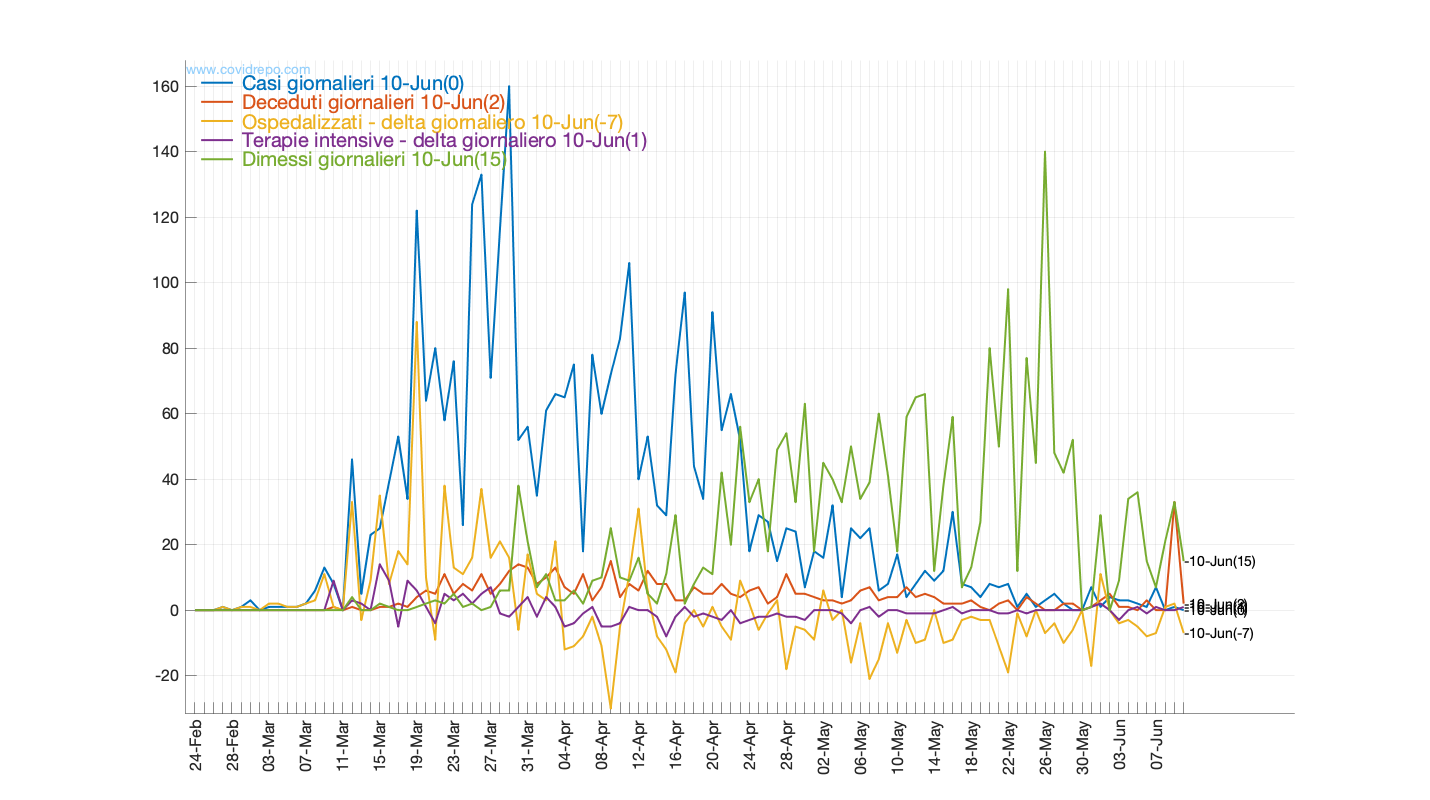 www.covidrepo.com
Casi giornalieri 10-Jun(0)
Deceduti giornalieri 10-Jun(2)
Ospedalizzati - delta giornaliero 10-Jun(-7)
Terapie intensive - delta giornaliero 10-Jun(1)
Dimessi giornalieri 10-Jun(15)
160
140
120
100
80
60
40
20
0
-20
-10-Jun(15)
-10-Jun(2)
-10-Jun(-7)
24-Feb
28-Feb
03-Mar
07-Mar
11-Mar
15-Mar
19-Mar
23-Mar
27-Mar
31-Mar
04-Apr
08-Apr
12-Apr
16-Apr
20-Apr
24-Apr
28-Apr
02-May
06-May
10-May
14-May
18-May
22-May
26-May
30-May
03-Jun
07-Jun